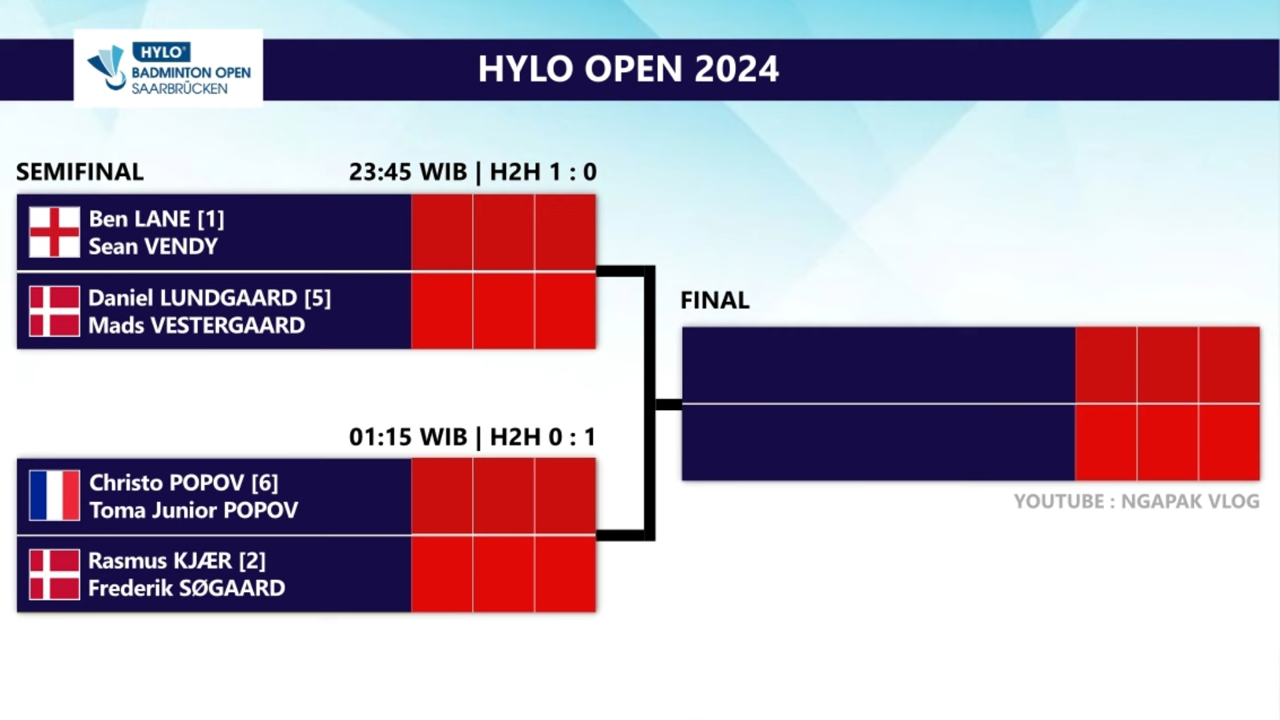 HYLO®
BADMINTON OPEN
SAARBRÜCKEN
HYLO OPEN 2024
SEMIFINAL
23:45 WIB | H2H 1 : 0
Ben LANE [1]
Sean VENDY
Daniel LUNDGAARD [5]
Mads VESTERGAARD
01:15 WIB | H2H 0 : 1
Christo POPOV [6]
Toma Junior POPOV
Rasmus KJÆR [2]
Frederik SØGAARD
FINAL
YOUTUBE : NGAPAK VLOG